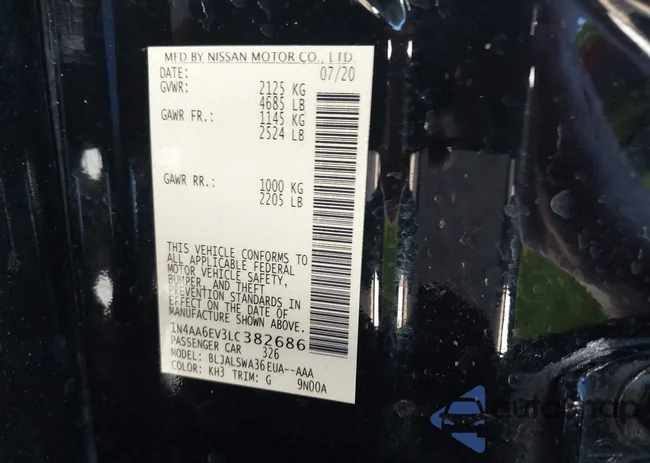 MFD BY NISSAN MOTOR CO., LTD.
DATE: 07/20
GVWR: 2125 KG
4685 LB
GAWR FR.: 1145 KG
2524 LB
GAWR RR.: 1000 KG
2205 LB
THIS VEHICLE CONFORMS TO
ALL APPLICABLE FEDERAL
MOTOR VEHICLE SAFETY,
BUMPER, AND THEFT
PREVENTION STANDARDS IN
EFFECT ON THE DATE OF
MANUFACTURE SHOWN ABOVE.
1N4AA6EV3LC382686
PASSENGER CAR 326
MODEL: BLJALSWA36EUA--AAA
COLOR: KH3 TRIM: G 9N00A
autosnap